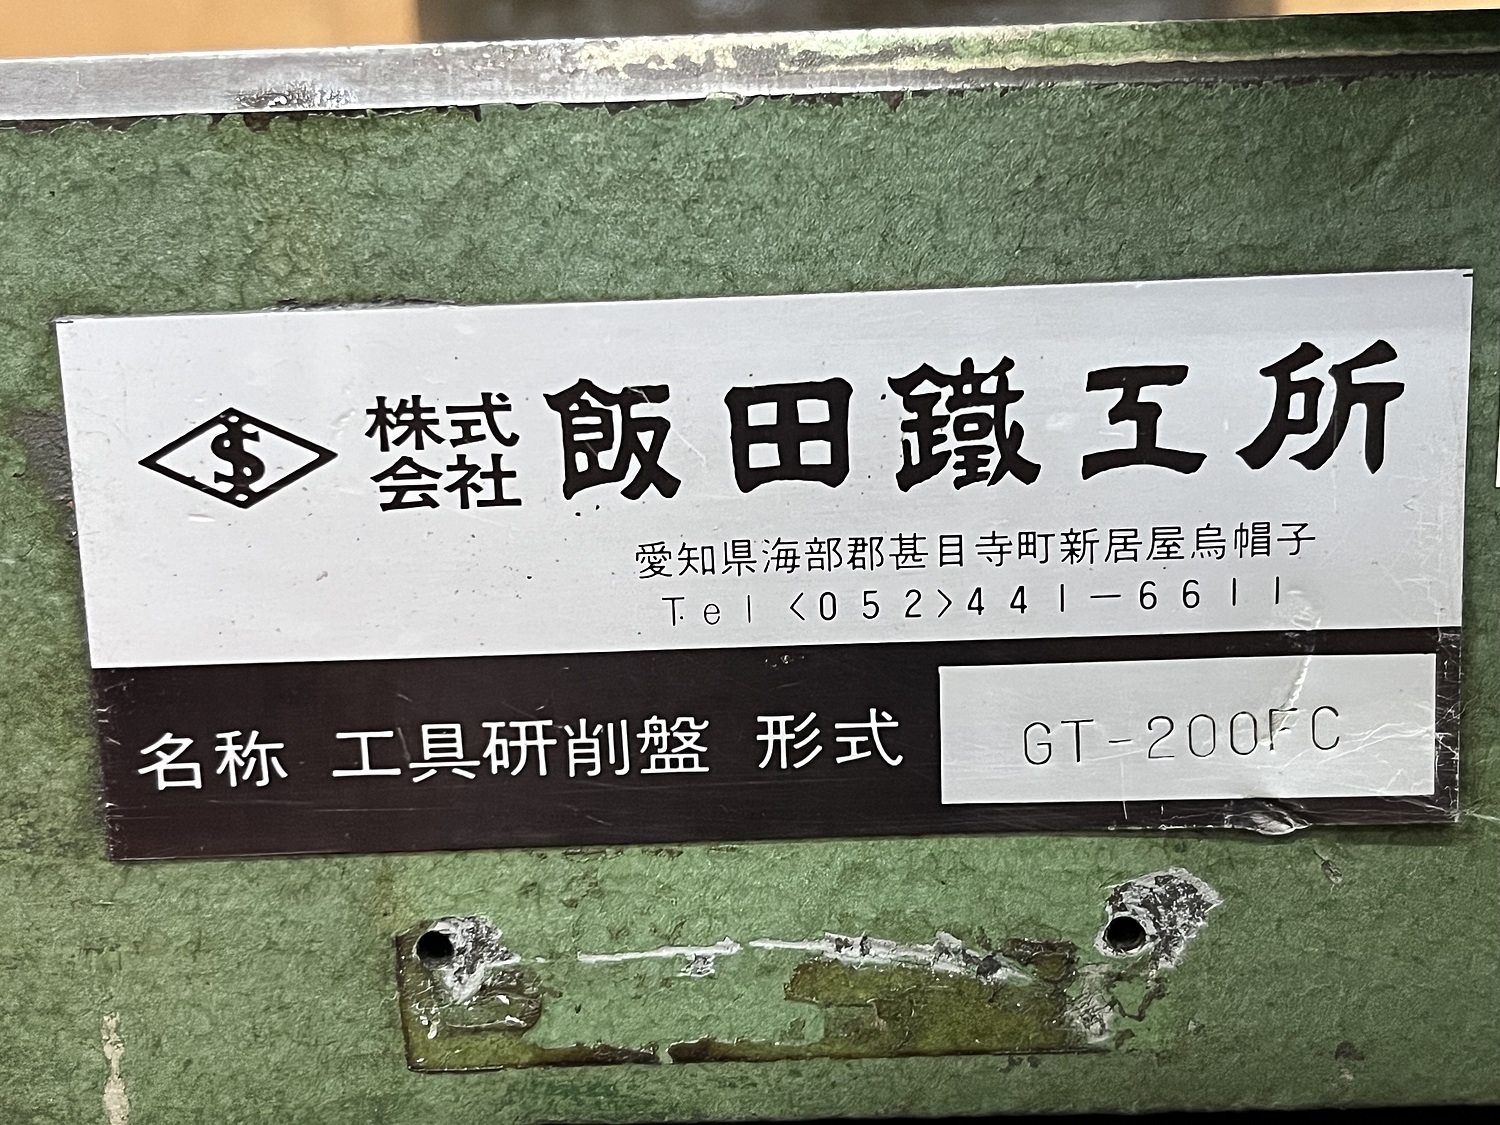 株式会社 飯田鐵工所
愛知県海部郡甚目寺町新居屋烏帽子
Tel <052>441-6611
名称 工具研削盤 形式 GT-200FC